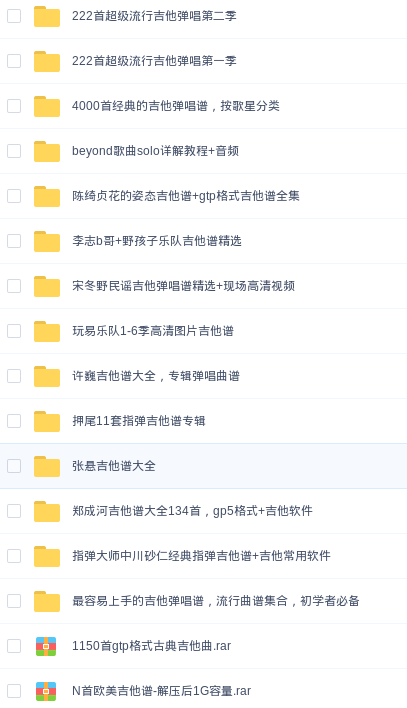 222首超级流行吉他弹唱第二季
222首超级流行吉他弹唱第一季
4000首经典的吉他弹唱谱，按歌星分类
beyond歌曲solo详解教程+音频
陈绮贞花的姿态吉他谱+gtp格式吉他谱全集
李志b哥+野孩子乐队吉他谱精选
宋冬野民谣吉他弹唱谱精选+现场高清视频
玩易乐队1-6季高清图片吉他谱
许巍吉他谱大全，专辑弹唱曲谱
押尾11套指弹吉他谱专辑
张悬吉他谱大全
郑成河吉他谱大全134首，gp5格式+吉他软件
指弹大师中川砂仁经典指弹吉他谱+吉他常用软件
最容易上手的吉他弹唱谱，流行曲谱集合，初学者必备
1150首gtp格式古典吉他曲.rar
N首欧美吉他谱-解压后1G容量.rar